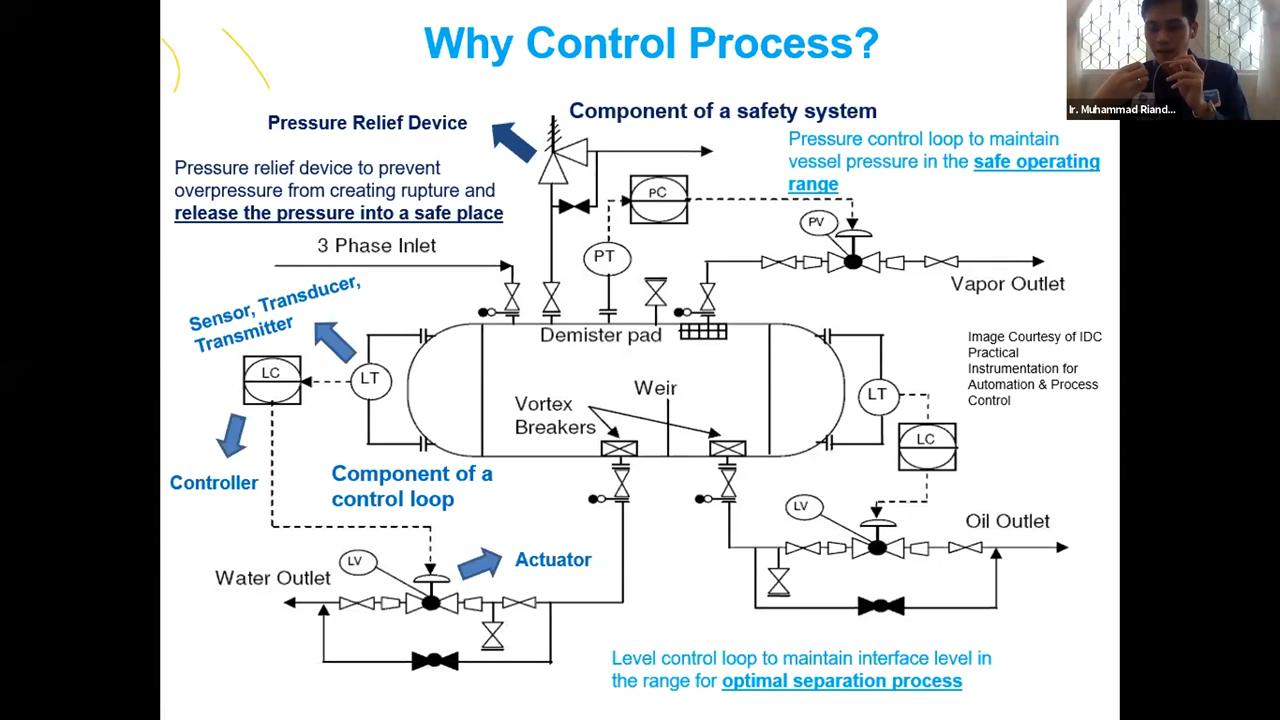 Why Control Process?
Ir. Muhammad Riand...
Component of a safety system
Pressure Relief Device
Pressure control loop to maintain
vessel pressure in the safe operating
range
Pressure relief device to prevent
overpressure from creating rupture and
release the pressure into a safe place
PC
PV
3 Phase Inlet
PT
Vapor Outlet
Sensor, Transducer,
Transmitter
Demister pad
Image Courtesy of IDC
Practical
Instrumentation for
Automation & Process
Control
LC
LT
Weir
LT
Vortex
Breakers
LC
Controller
Component of a
control loop
LV
Oil Outlet
Actuator
LV
Water Outlet
Level control loop to maintain interface level in
the range for optimal separation process